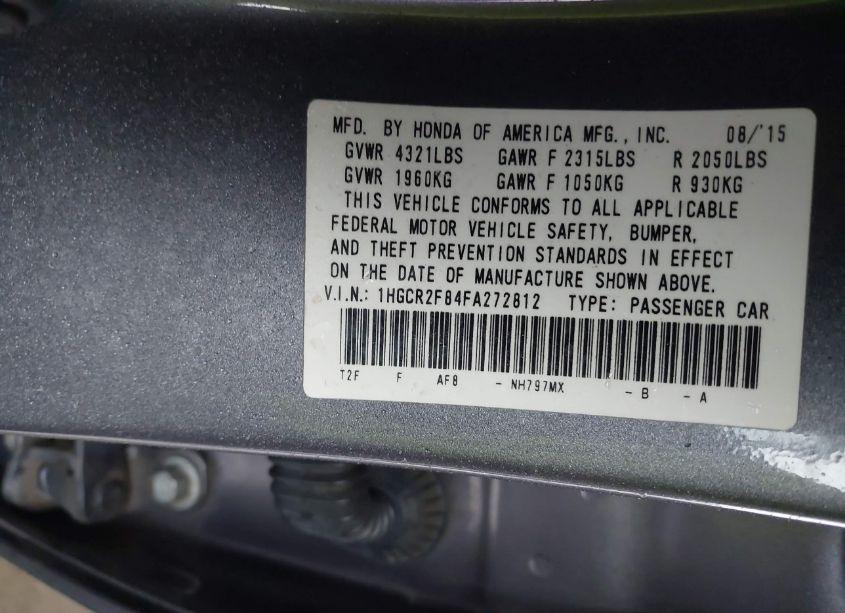 MFD. BY HONDA OF AMERICA MFG., INC. 08/'15
GVWR 4321LBS GAWR F 2315LBS R 2050LBS
GVWR 1960KG GAWR F 1050KG R 930KG
THIS VEHICLE CONFORMS TO ALL APPLICABLE
FEDERAL MOTOR VEHICLE SAFETY, BUMPER,
AND THEFT PREVENTION STANDARDS IN EFFECT
ON THE DATE OF MANUFACTURE SHOWN ABOVE.
V.I.N.: 1HGCR2F84FA272812 TYPE: PASSENGER CAR
T2F F AF8 - NH797MX - B - A